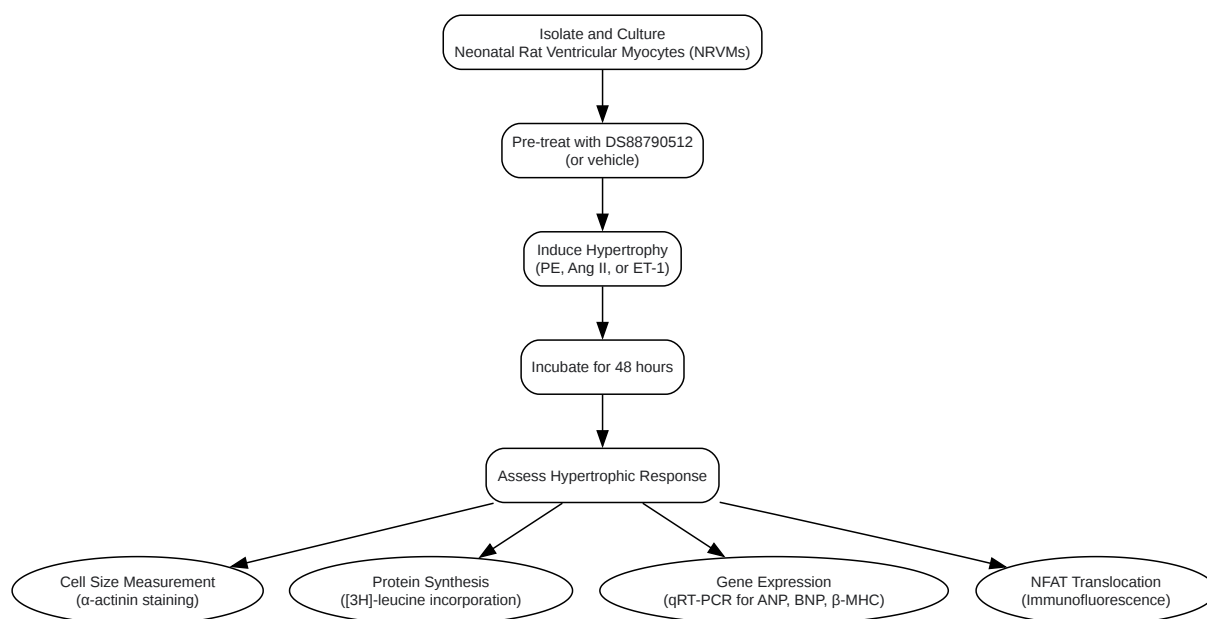 Isolate and Culture
Neonatal Rat Ventricular Myocytes (NRVMs)
Pre-treat with DS88790512
(or vehicle)
Induce Hypertrophy
(PE, Ang II, or ET-1)
Incubate for 48 hours
Assess Hypertrophic Response
Cell Size Measurement
(α-actinin staining)
Protein Synthesis
([3H]-leucine incorporation)
Gene Expression
(qRT-PCR for ANP, BNP, β-MHC)
NFAT Translocation
(Immunofluorescence)